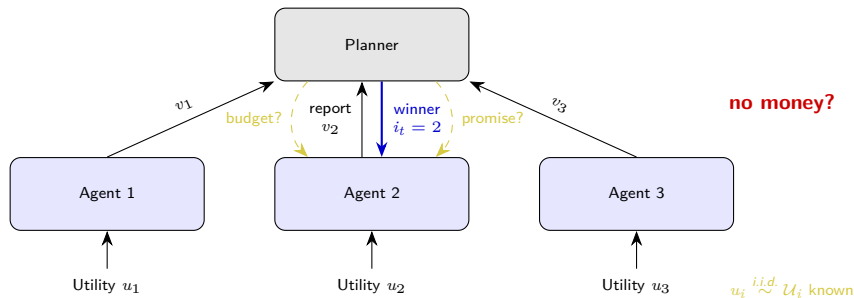 Planner
v₁
budget?
report
v₂
winner
iₜ = 2
promise?
v₃
no money?
Agent 1
Agent 2
Agent 3
Utility u₁
Utility u₂
Utility u₃
uᵢ i.i.d. ∼ 𝒰ᵢ known